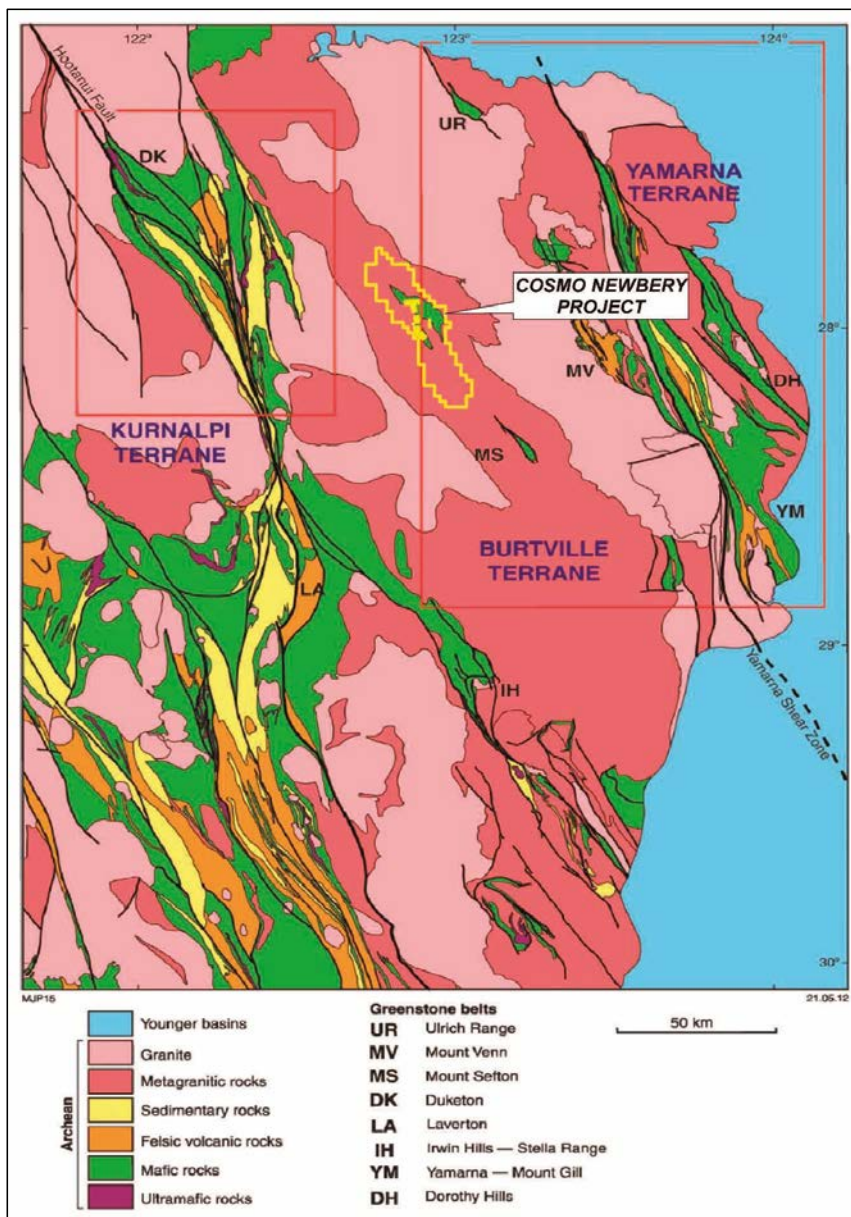 122°
123°
124°
Hootanui Fault
DK
UR
YAMARNA
TERRANE
COSMO NEWBERY
PROJECT
28°
MV
DH
KURNALPI
TERRANE
MS
YM
BURTVILLE
TERRANE
LA
29°
IH
Yamarna Shear Zone
30°
MJP15
21.05.12
Archean
Younger basins
Granite
Metagranitic rocks
Sedimentary rocks
Felsic volcanic rocks
Mafic rocks
Ultramafic rocks
Greenstone belts
UR Ulrich Range
MV Mount Venn
MS Mount Sefton
DK Duketon
LA Laverton
IH Irwin Hills — Stella Range
YM Yamarna — Mount Gill
DH Dorothy Hills
50 km